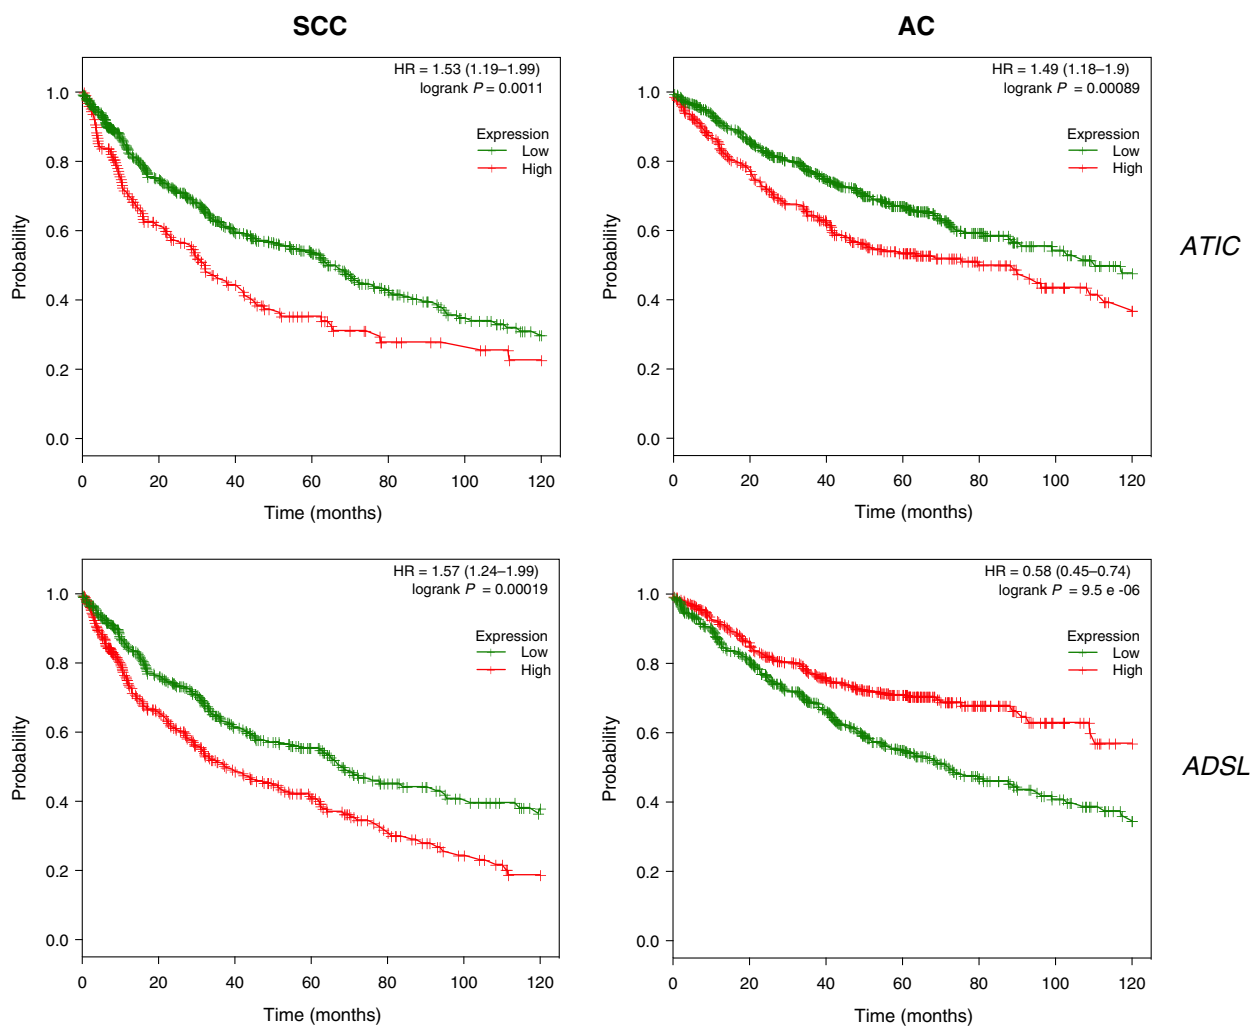 SCC
AC
HR = 1.53 (1.19–1.99)
logrank P = 0.0011
Expression
Low
High
1.0
0.8
0.6
0.4
0.2
0.0
Probability
0 20 40 60 80 100 120
Time (months)
HR = 1.49 (1.18–1.9)
logrank P = 0.00089
Expression
Low
High
1.0
0.8
0.6
0.4
0.2
0.0
Probability
0 20 40 60 80 100 120
Time (months)
ATIC
HR = 1.57 (1.24–1.99)
logrank P = 0.00019
Expression
Low
High
1.0
0.8
0.6
0.4
0.2
0.0
Probability
0 20 40 60 80 100 120
Time (months)
HR = 0.58 (0.45–0.74)
logrank P = 9.5 e -06
Expression
Low
High
1.0
0.8
0.6
0.4
0.2
0.0
Probability
0 20 40 60 80 100 120
Time (months)
ADSL